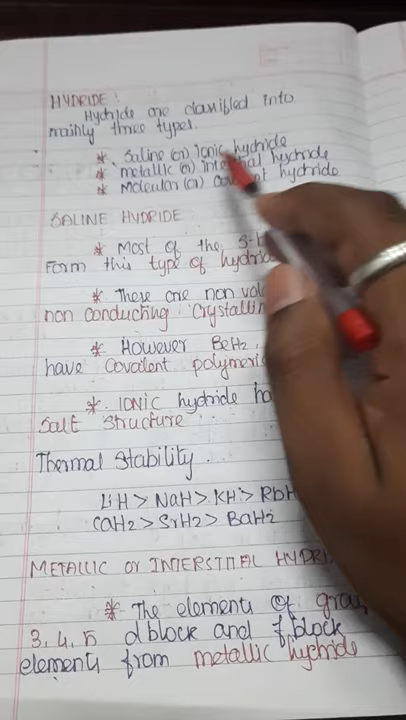 HYDRIDE:
Hydride are classified into
mainly three types.
* Saline (or) Ionic hydride
* metallic (or) hydride
* Molecular (or) hydride
SALINE HYDRIDE
* Most of the S-b
Form this type of hydrid
* These are non vol
non conducting Crystallin
* However BeH2,
have Covalent polymeric
* IONIC hydride ha
Salt Structure
Thermal Stability.
LiH > NaH > KH > RbH
CaH2 > SrH2 > BaH2
METALLIC or INTERSTITIAL HYDRI
* The elements of grou
3, 4, 5 d block and f block
elements from metallic hydride